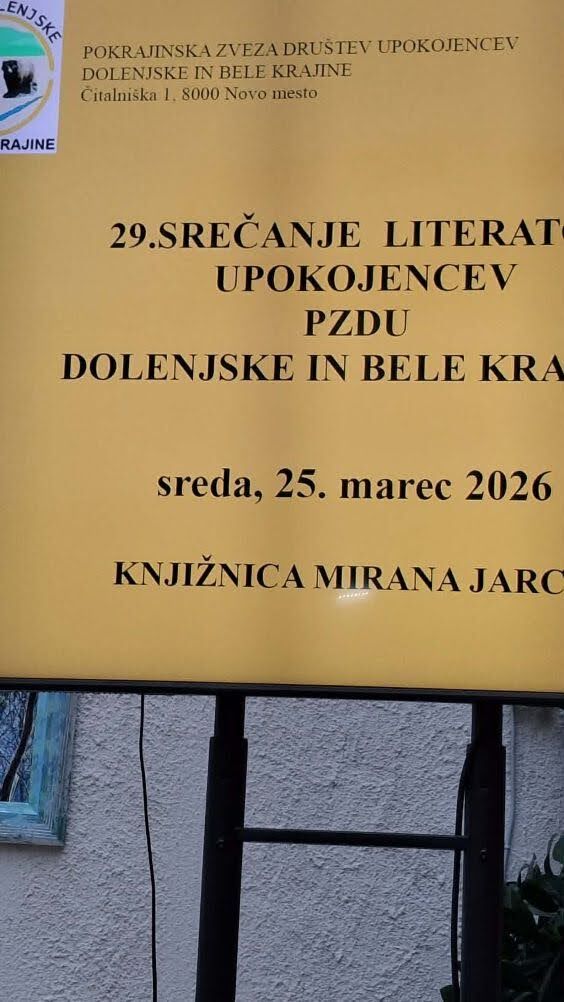 LENJSKE
RAJINE
POKRAJINSKA ZVEZA DRUŠTEV UPOKOJENCEV
DOLENJSKE IN BELE KRAJINE
Čitalniška 1, 8000 Novo mesto
29.SREČANJE LITERATO
UPOKOJENCEV
PZDU
DOLENJSKE IN BELE KRA
sreda, 25. marec 2026
KNJIŽNICA MIRANA JARC